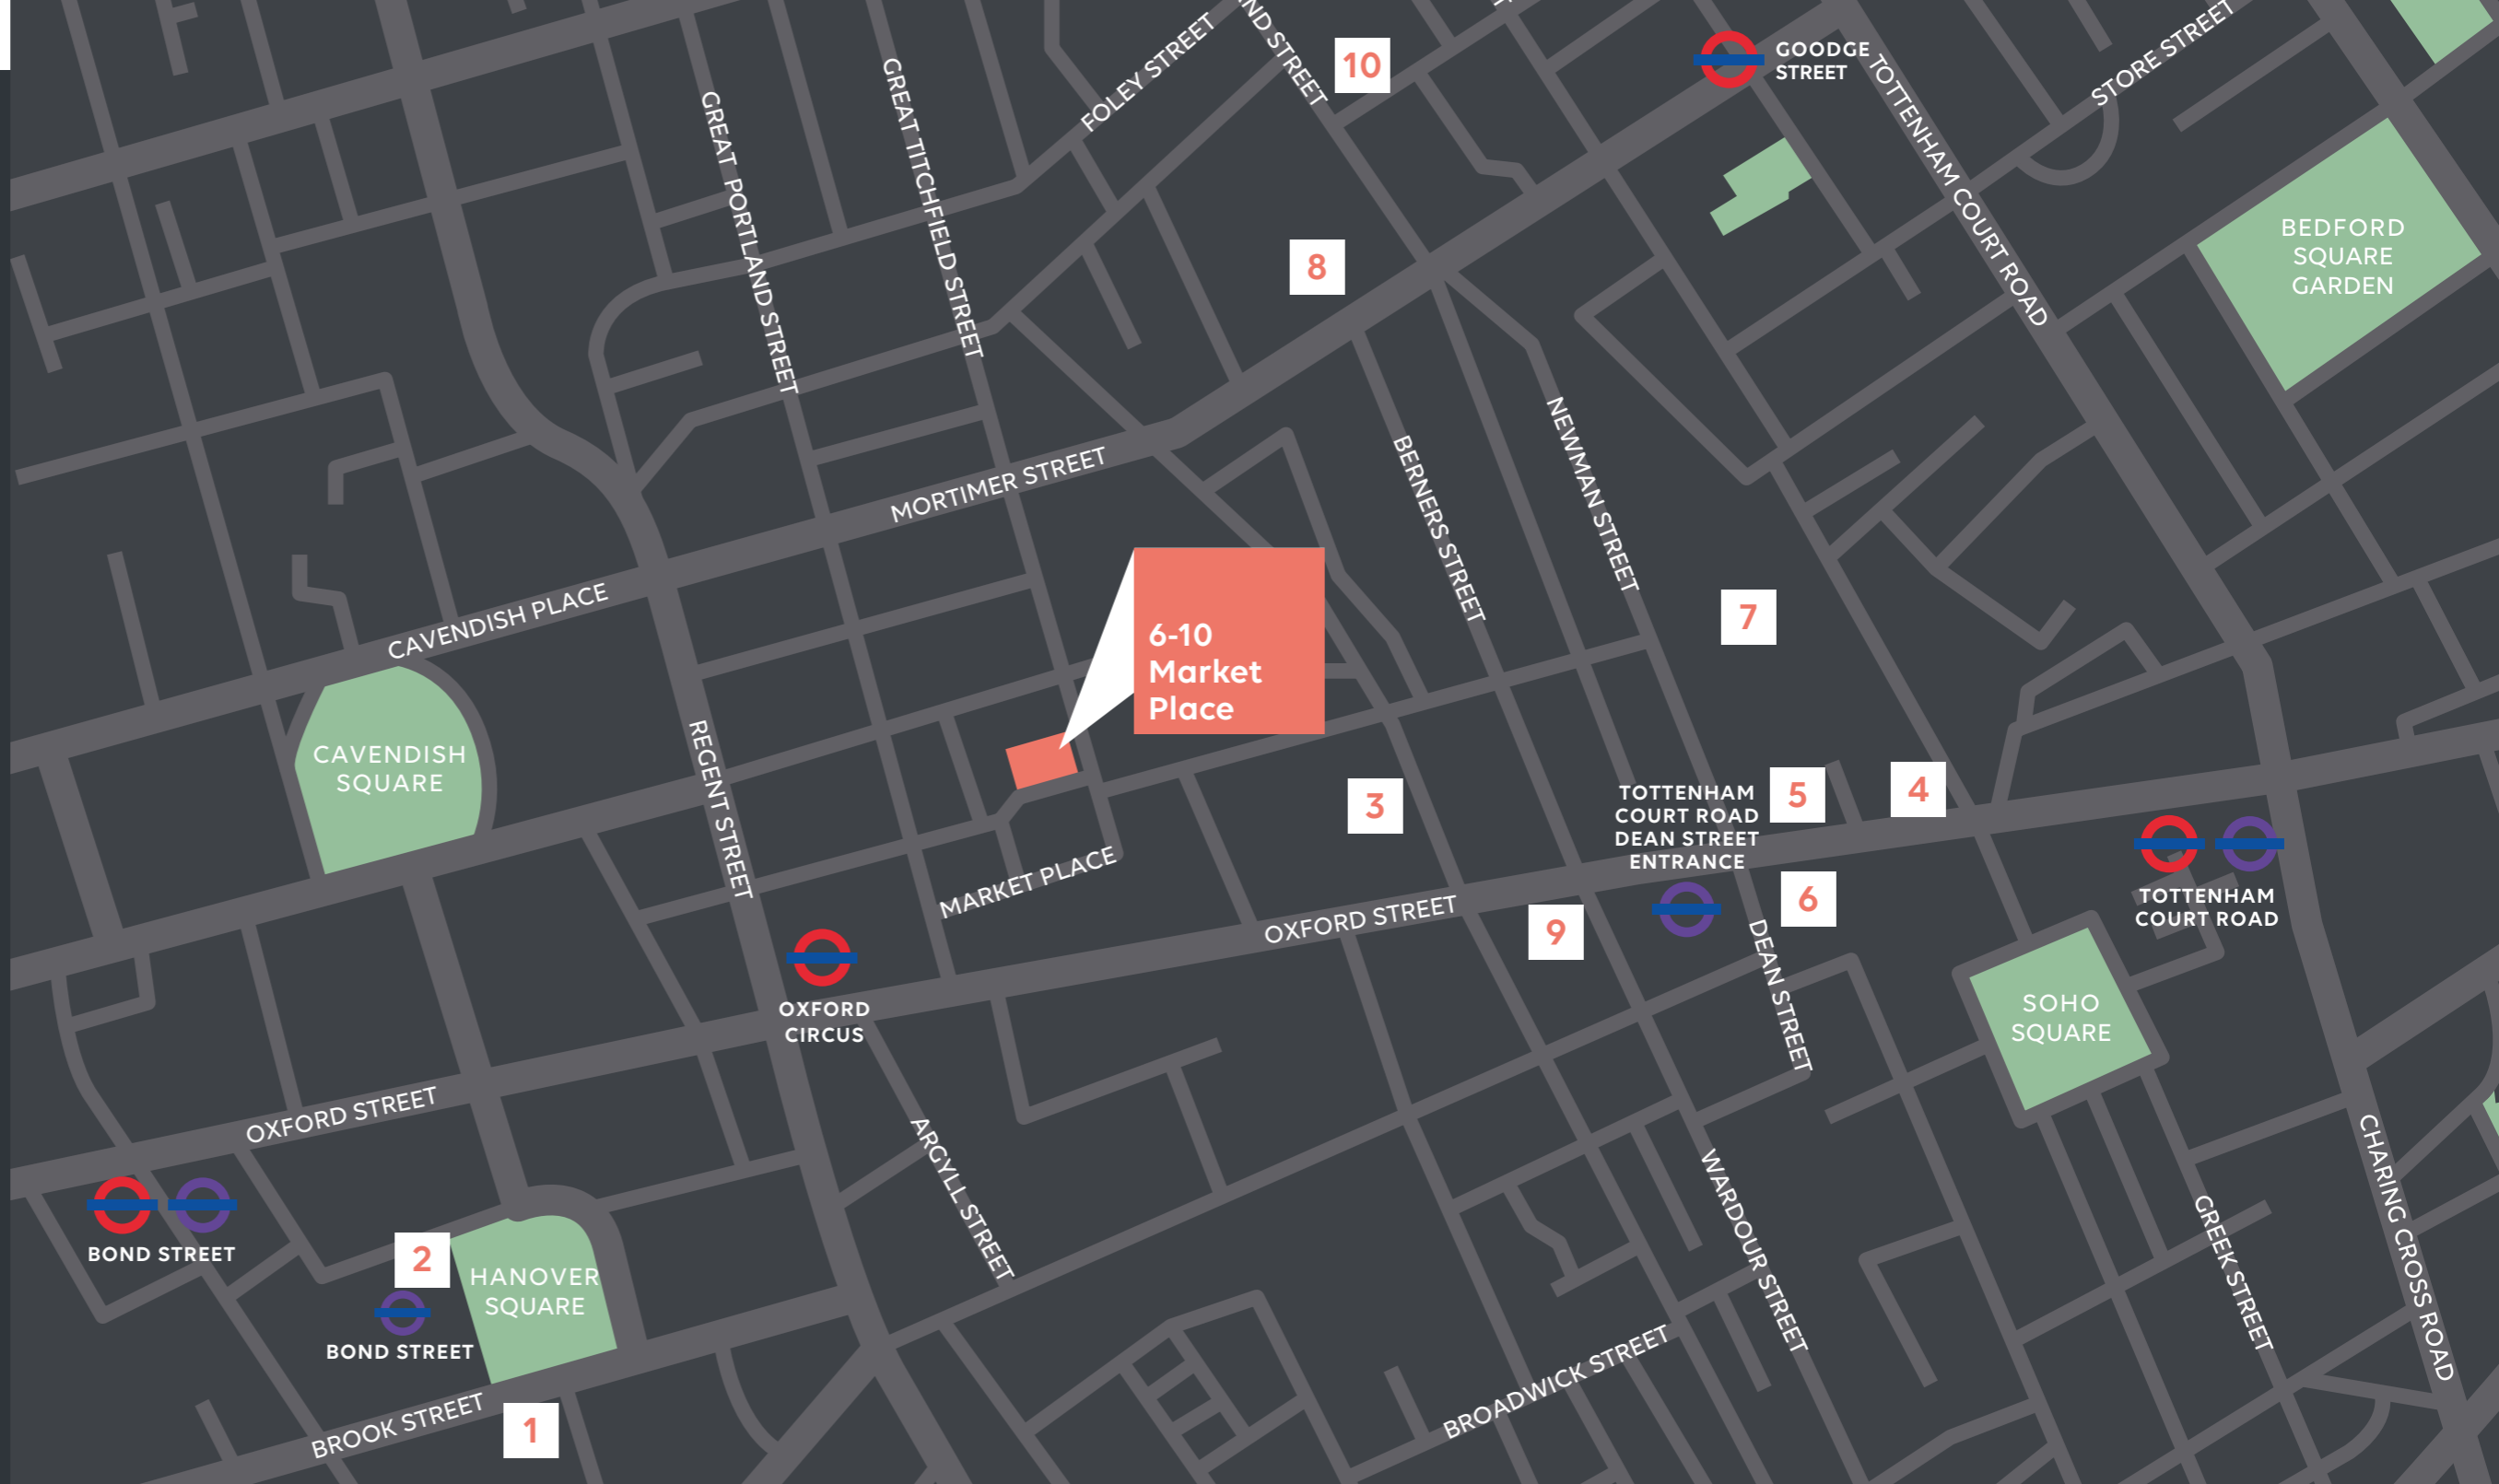 FOLEY STREET
ND STREET
10
GOODGE
STREET
STORE STREET
TOTTENHAM COURT ROAD
GREAT PORTLAND STREET
GREAT TITCHFIELD STREET
BEDFORD
SQUARE
GARDEN
8
MORTIMER STREET
BERNERS STREET
NEWMAN STREET
CAVENDISH PLACE
6-10
Market
Place
7
CAVENDISH
SQUARE
REGENT STREET
3
TOTTENHAM
COURT ROAD
DEAN STREET
ENTRANCE
5
4
MARKET PLACE
OXFORD STREET
9
6
TOTTENHAM
COURT ROAD
DEAN STREET
OXFORD
CIRCUS
SOHO
SQUARE
OXFORD STREET
ARGYLL STREET
BOND STREET
2
HANOVER
SQUARE
BOND STREET
WARDOUR STREET
GREEK STREET
CHARING CROSS ROAD
BROADWICK STREET
BROOK STREET
1